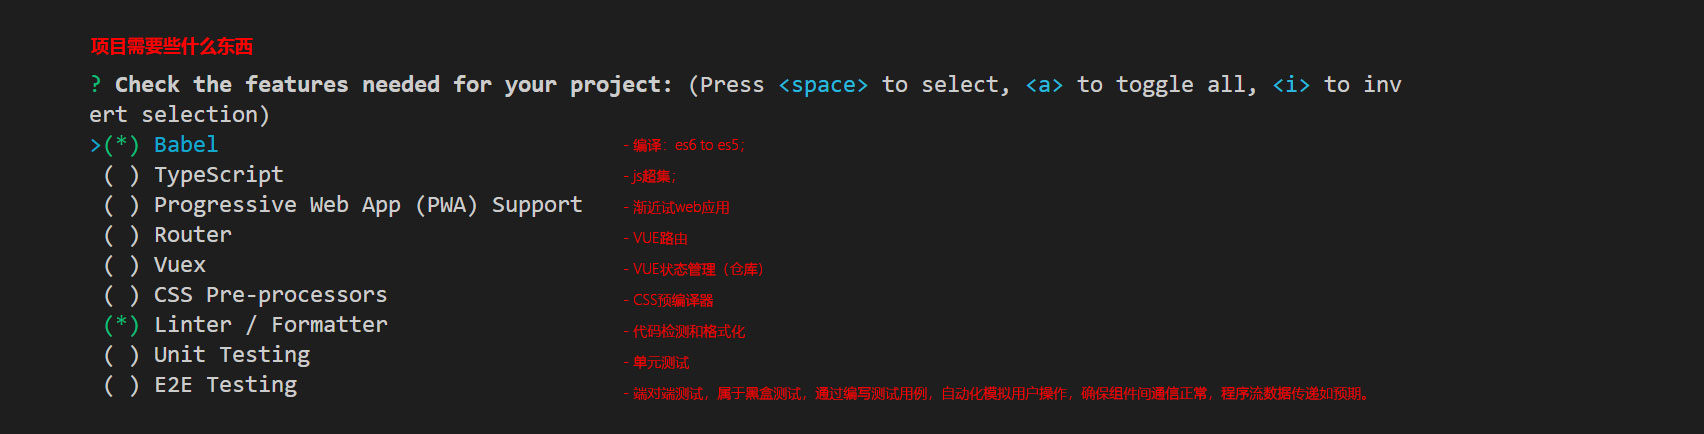 项目需要些什么东西
? Check the features needed for your project: (Press <space> to select, <a> to toggle all, <i> to inv
ert selection)
>(*) Babel - 编译：es6 to es5；
( ) TypeScript - js超集；
( ) Progressive Web App (PWA) Support - 渐近试web应用
( ) Router - VUE路由
( ) Vuex - VUE状态管理（仓库）
( ) CSS Pre-processors - CSS预编译器
(*) Linter / Formatter - 代码检测和格式化
( ) Unit Testing - 单元测试
( ) E2E Testing - 端对端测试，属于黑盒测试，通过编写测试用例，自动化模拟用户操作，确保组件间通信正常，程序流数据传递如预期。